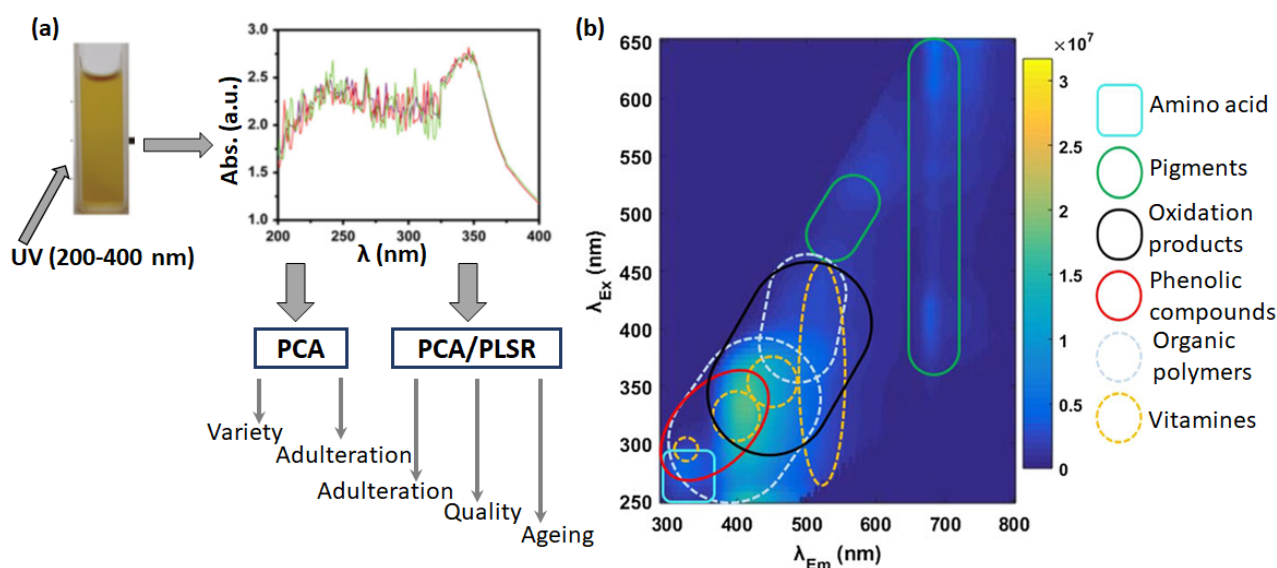 (a)
UV (200-400 nm)
Abs. (a.u.)
3.0
2.5
2.0
1.5
1.0
200
250
300
350
400
λ (nm)
PCA
PCA/PLSR
Variety
Adulteration
Adulteration
Quality
Ageing
(b)
λEx (nm)
650
600
550
500
450
400
350
300
250
300
400
500
600
700
800
λEm (nm)
×10⁷
3
2.5
2
1.5
1
0.5
0
Amino acid
Pigments
Oxidation
products
Phenolic
compounds
Organic
polymers
Vitamines